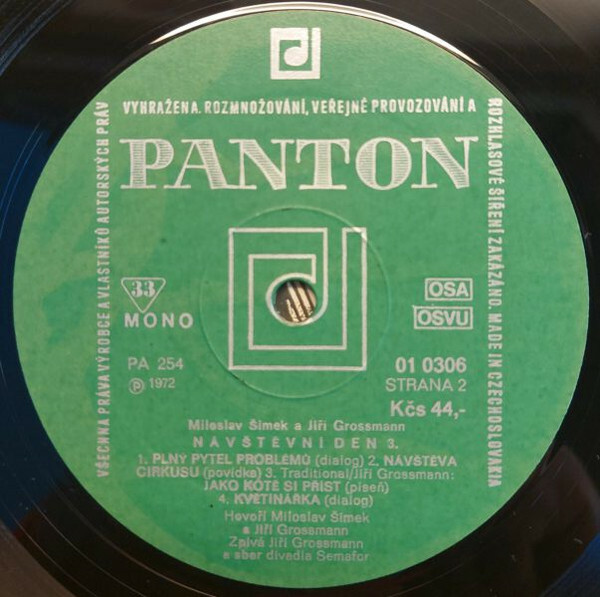 VYHRAŽENA. ROZMNOŽOVÁNÍ, VEŘEJNÉ PROVOZOVÁNÍ A
VŠECHNA PRÁVA VÝROBCE A VLASTNÍKŮ AUTORSKÝCH PRÁV
ROZHLASOVÉ ŠÍŘENÍ ZAKÁZÁNO. MADE IN CZECHOSLOVAKIA
PANTON
33
MONO
OSA
OSVU
PA 254
Ⓟ 1972
01 0306
STRANA 2
Kčs 44,-
Miloslav Šimek a Jiří Grossmann
NÁVŠTĚVNÍ DEN 3.
1. PLNÝ PYTEL PROBLÉMŮ (dialog) 2. NÁVŠTĚVA
CIRKUSU (povídka) 3. Traditional/Jiří Grossmann:
JAKO KOTĚ SI PŘÍST (píseň)
4. KVĚTINÁRKA (dialog)
Hovoří Miloslav Šimek
a Jiří Grossmann
Zpívá Jiří Grossmann
a sbor divadla Semafor